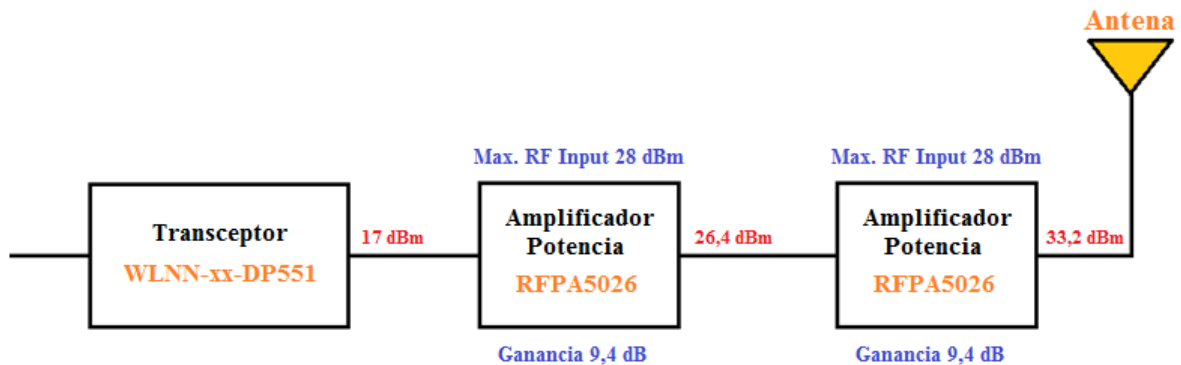 Antena
Max. RF Input 28 dBm
Max. RF Input 28 dBm
Transceptor
WLNN-xx-DP551
17 dBm
Amplificador
Potencia
RFPA5026
26,4 dBm
Amplificador
Potencia
RFPA5026
33,2 dBm
Ganancia 9,4 dB
Ganancia 9,4 dB